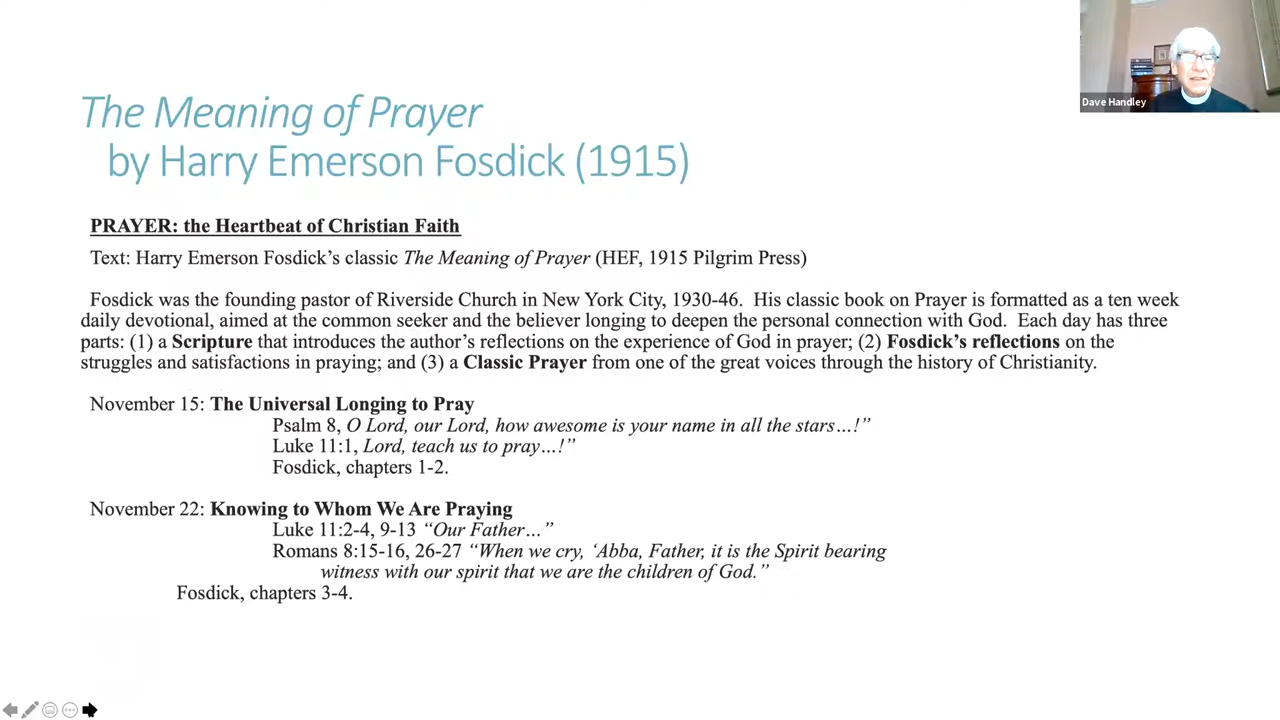 Dave Handley
The Meaning of Prayer
by Harry Emerson Fosdick (1915)
PRAYER: the Heartbeat of Christian Faith
Text: Harry Emerson Fosdick’s classic The Meaning of Prayer (HEF, 1915 Pilgrim Press)
Fosdick was the founding pastor of Riverside Church in New York City, 1930-46. His classic book on Prayer is formatted as a ten week
daily devotional, aimed at the common seeker and the believer longing to deepen the personal connection with God. Each day has three
parts: (1) a Scripture that introduces the author’s reflections on the experience of God in prayer; (2) Fosdick’s reflections on the
struggles and satisfactions in praying; and (3) a Classic Prayer from one of the great voices through the history of Christianity.
November 15: The Universal Longing to Pray
Psalm 8, O Lord, our Lord, how awesome is your name in all the stars…!”
Luke 11:1, Lord, teach us to pray…!”
Fosdick, chapters 1-2.
November 22: Knowing to Whom We Are Praying
Luke 11:2-4, 9-13 “Our Father…”
Romans 8:15-16, 26-27 “When we cry, ‘Abba, Father, it is the Spirit bearing
witness with our spirit that we are the children of God.”
Fosdick, chapters 3-4.